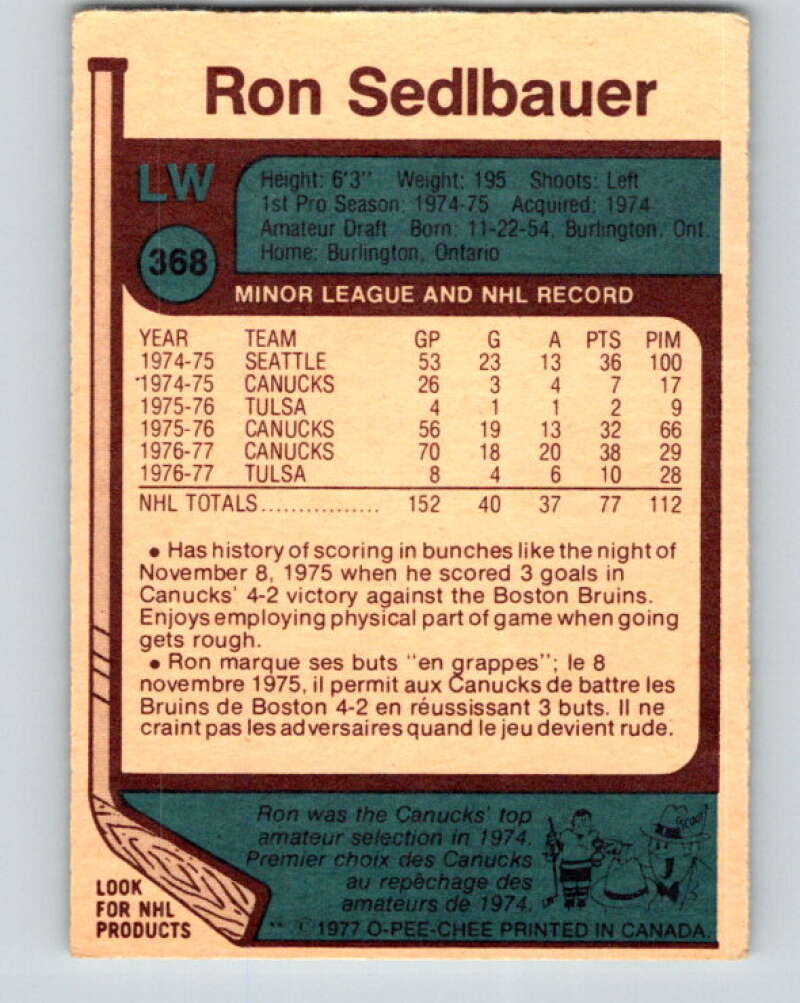 Ron Sedlbauer
LW
368
Height: 6'3" Weight: 195 Shoots: Left
1st Pro Season: 1974-75 Acquired: 1974
Amateur Draft Born: 11-22-54, Burlington, Ont.
Home: Burlington, Ontario
MINOR LEAGUE AND NHL RECORD
YEAR TEAM GP G A PTS PIM
1974-75 SEATTLE 53 23 13 36 100
1974-75 CANUCKS 26 3 4 7 17
1975-76 TULSA 4 1 1 2 9
1975-76 CANUCKS 56 19 13 32 66
1976-77 CANUCKS 70 18 20 38 29
1976-77 TULSA 8 4 6 10 28
NHL TOTALS................ 152 40 37 77 112
• Has history of scoring in bunches like the night of
November 8, 1975 when he scored 3 goals in
Canucks' 4-2 victory against the Boston Bruins.
Enjoys employing physical part of game when going
gets rough.
• Ron marque ses buts "en grappes"; le 8
novembre 1975, il permit aux Canucks de battre les
Bruins de Boston 4-2 en réussissant 3 buts. Il ne
craint pas les adversaires quand le jeu devient rude.
Ron was the Canucks' top
amateur selection in 1974.
Premier choix des Canucks
au repêchage des
amateurs de 1974.
Scout
LOOK
FOR NHL
PRODUCTS
** ©1977 O-PEE-CHEE PRINTED IN CANADA.